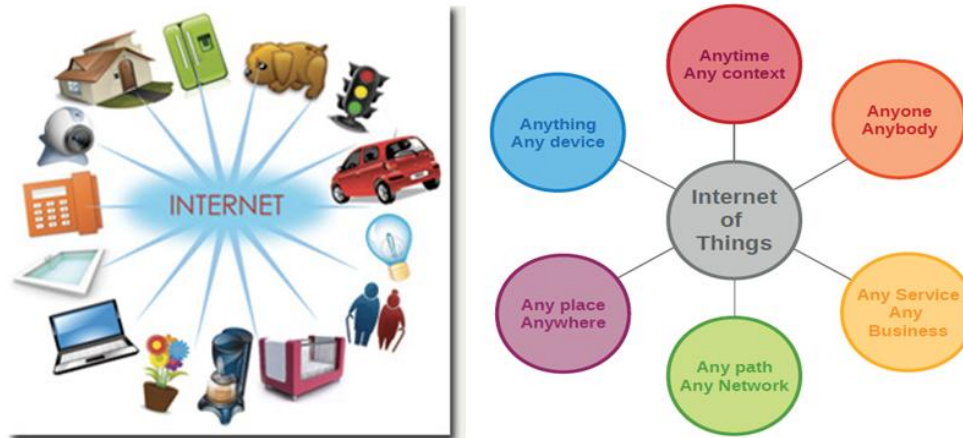 INTERNET
Anytime
Any context
Anything
Any device
Anyone
Anybody
Internet
of
Things
Any place
Anywhere
Any Service
Any
Business
Any path
Any Network